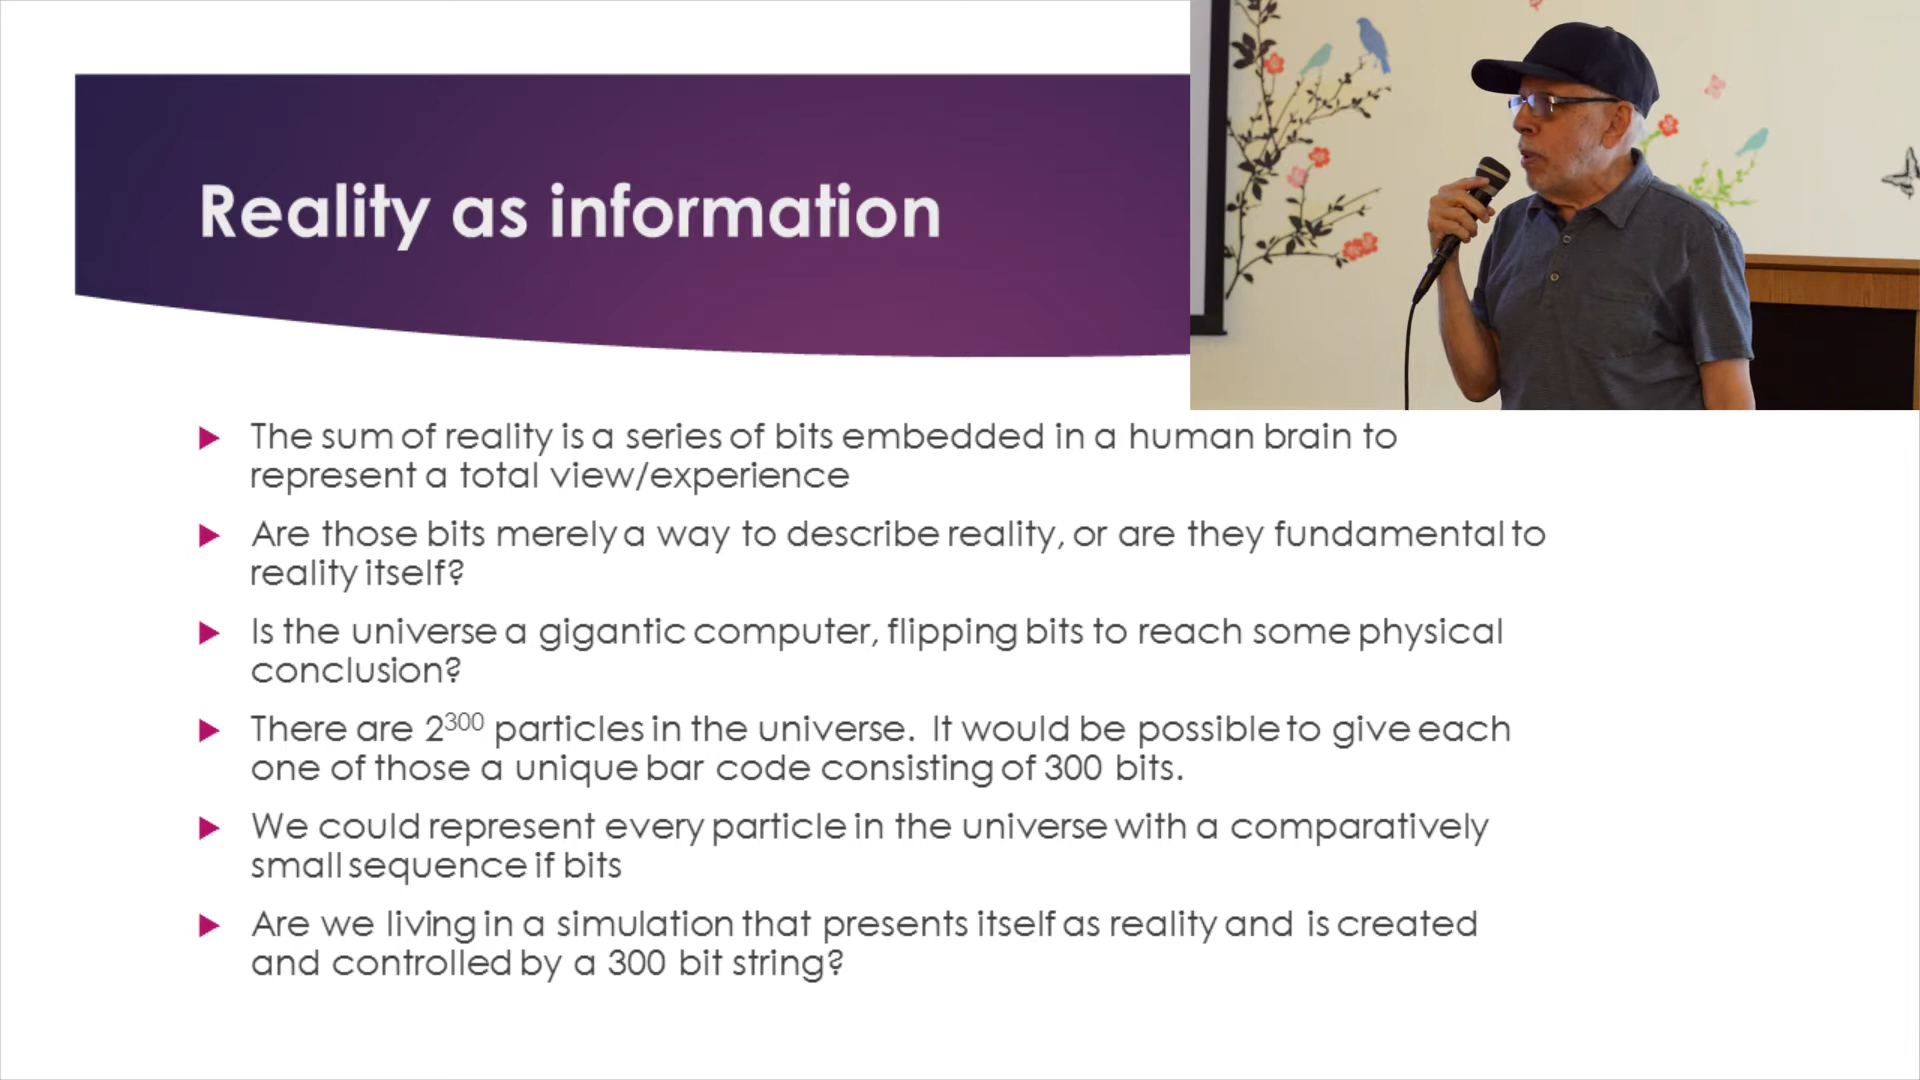 Reality as information
The sum of reality is a series of bits embedded in a human brain to
represent a total view/experience
Are those bits merely a way to describe reality, or are they fundamental to
reality itself?
Is the universe a gigantic computer, flipping bits to reach some physical
conclusion?
There are 2³⁰⁰ particles in the universe. It would be possible to give each
one of those a unique bar code consisting of 300 bits.
We could represent every particle in the universe with a comparatively
small sequence if bits
Are we living in a simulation that presents itself as reality and is created
and controlled by a 300 bit string?